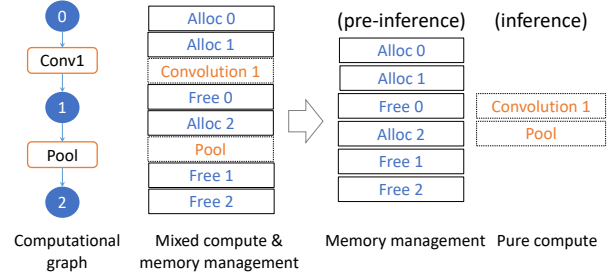 0
Conv1
1
Pool
2
Computational
graph
Alloc 0
Alloc 1
Convolution 1
Free 0
Alloc 2
Pool
Free 1
Free 2
Mixed compute &
memory management
(pre-inference)
Alloc 0
Alloc 1
Free 0
Alloc 2
Free 1
Free 2
Memory management
(inference)
Convolution 1
Pool
Pure compute